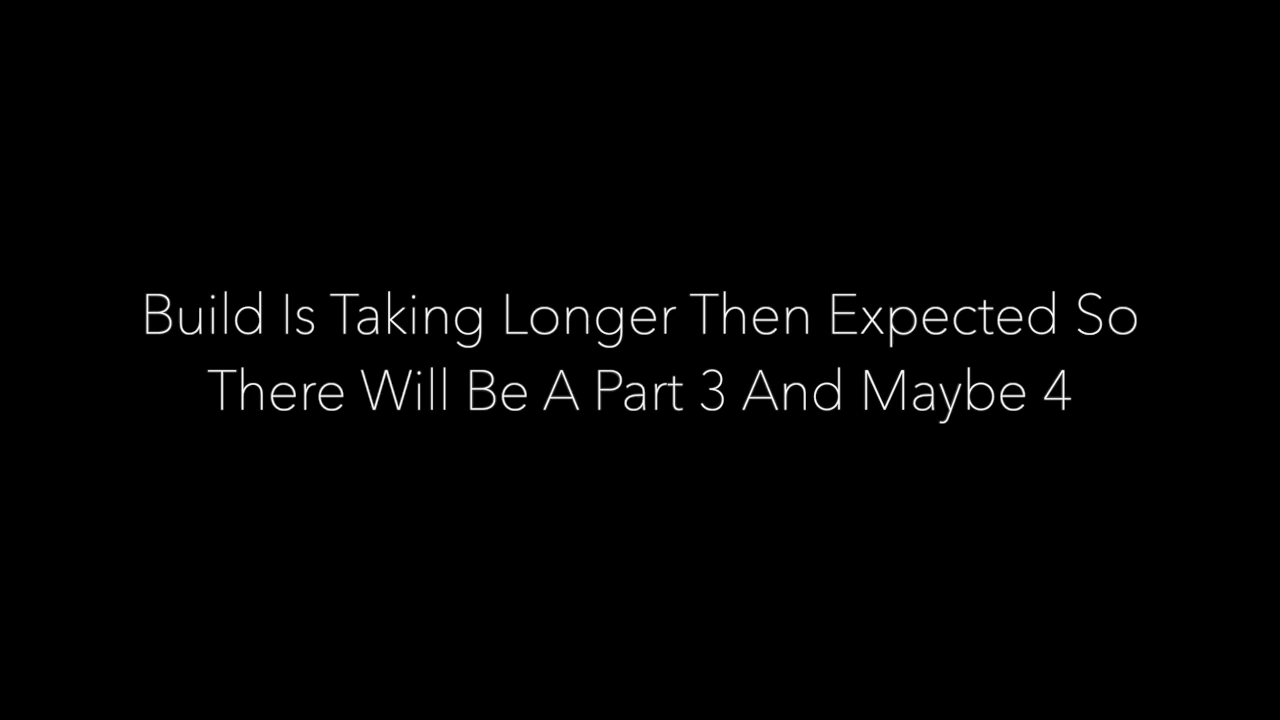 Build Is Taking Longer Then Expected So
There Will Be A Part 3 And Maybe 4